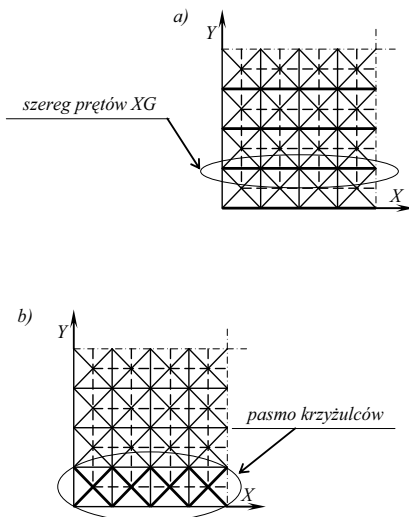 a)
Y
szereg prętów XG
X
b)
Y
pasmo krzyżulców
X